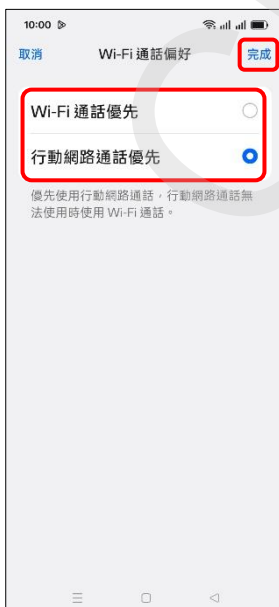 10:00
取消 Wi-Fi 通話偏好 完成
Wi-Fi 通話優先
行動網路通話優先
優先使用行動網路通話，行動網路通話無
法使用時使用 Wi-Fi 通話。